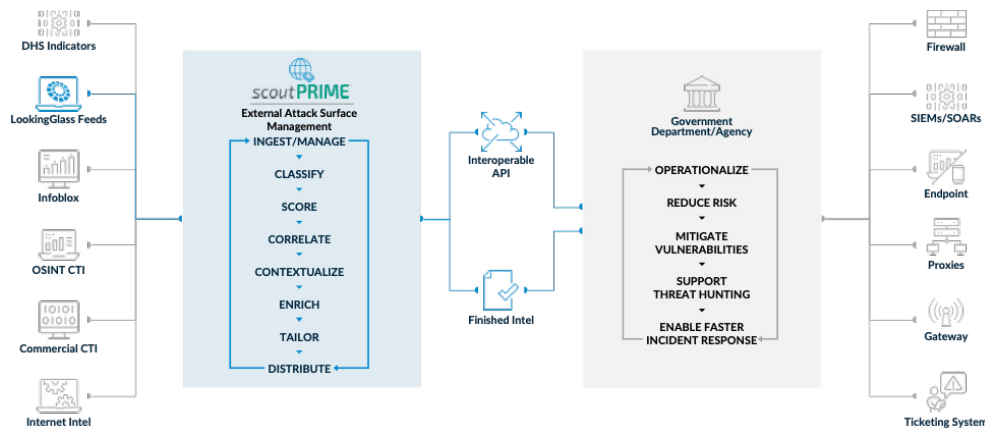 DHS Indicators
LookingGlass Feeds
Infoblox
OSINT CTI
Commercial CTI
Internet Intel
scoutPRIME
External Attack Surface
Management
INGEST/MANAGE
CLASSIFY
SCORE
CORRELATE
CONTEXTUALIZE
ENRICH
TAILOR
DISTRIBUTE
Interoperable
API
Finished Intel
Government
Department/Agency
OPERATIONALIZE
REDUCE RISK
MITIGATE
VULNERABILITIES
SUPPORT
THREAT HUNTING
ENABLE FASTER
INCIDENT RESPONSE
Firewall
SIEMs/SOARs
Endpoint
Proxies
Gateway
Ticketing System